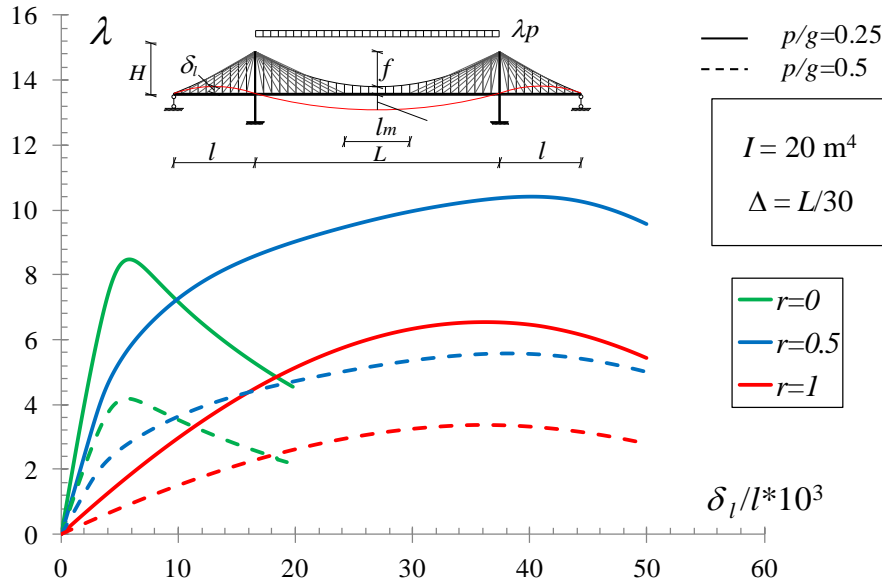 λ
16
14
12
10
8
6
4
2
0
0 10 20 30 40 50 60
δl/l*10³
λp
H
δl
f
lm
l L l
p/g=0.25
p/g=0.5
I = 20 m⁴
Δ = L/30
r=0
r=0.5
r=1